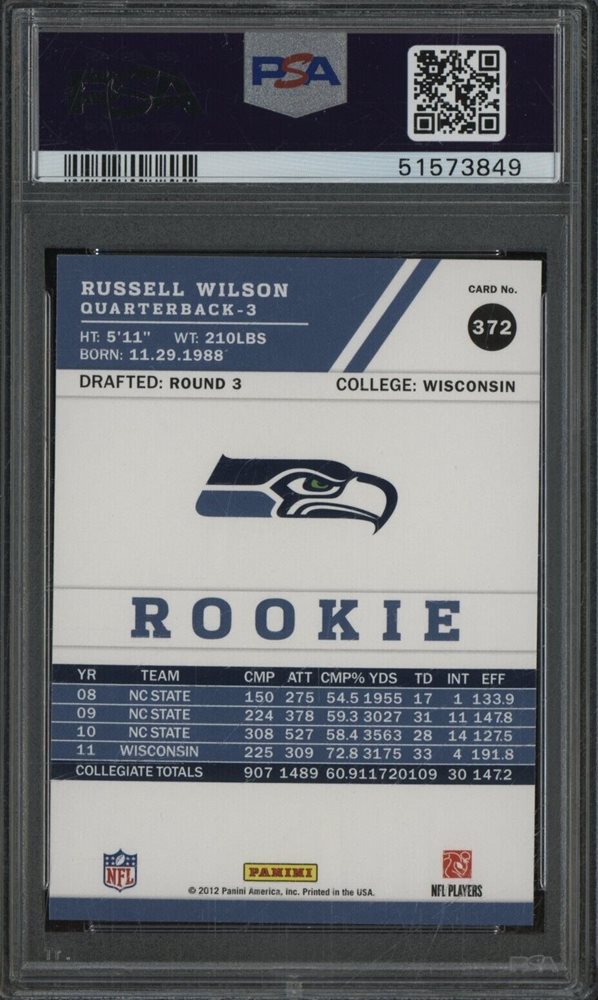 PSA
PSA
51573849
RUSSELL WILSON
QUARTERBACK-3
HT: 5'11" WT: 210LBS
BORN: 11.29.1988
CARD No.
372
DRAFTED: ROUND 3 COLLEGE: WISCONSIN
ROOKIE
YR TEAM CMP ATT CMP% YDS TD INT EFF
08 NC STATE 150 275 54.5 1955 17 1 133.9
09 NC STATE 224 378 59.3 3027 31 11 147.8
10 NC STATE 308 527 58.4 3563 28 14 127.5
11 WISCONSIN 225 309 72.8 3175 33 4 191.8
COLLEGIATE TOTALS 907 1489 60.9 11720 109 30 147.2
NFL
PANINI
NFL PLAYERS
© 2012 Panini America, Inc. Printed in the USA.
PSA